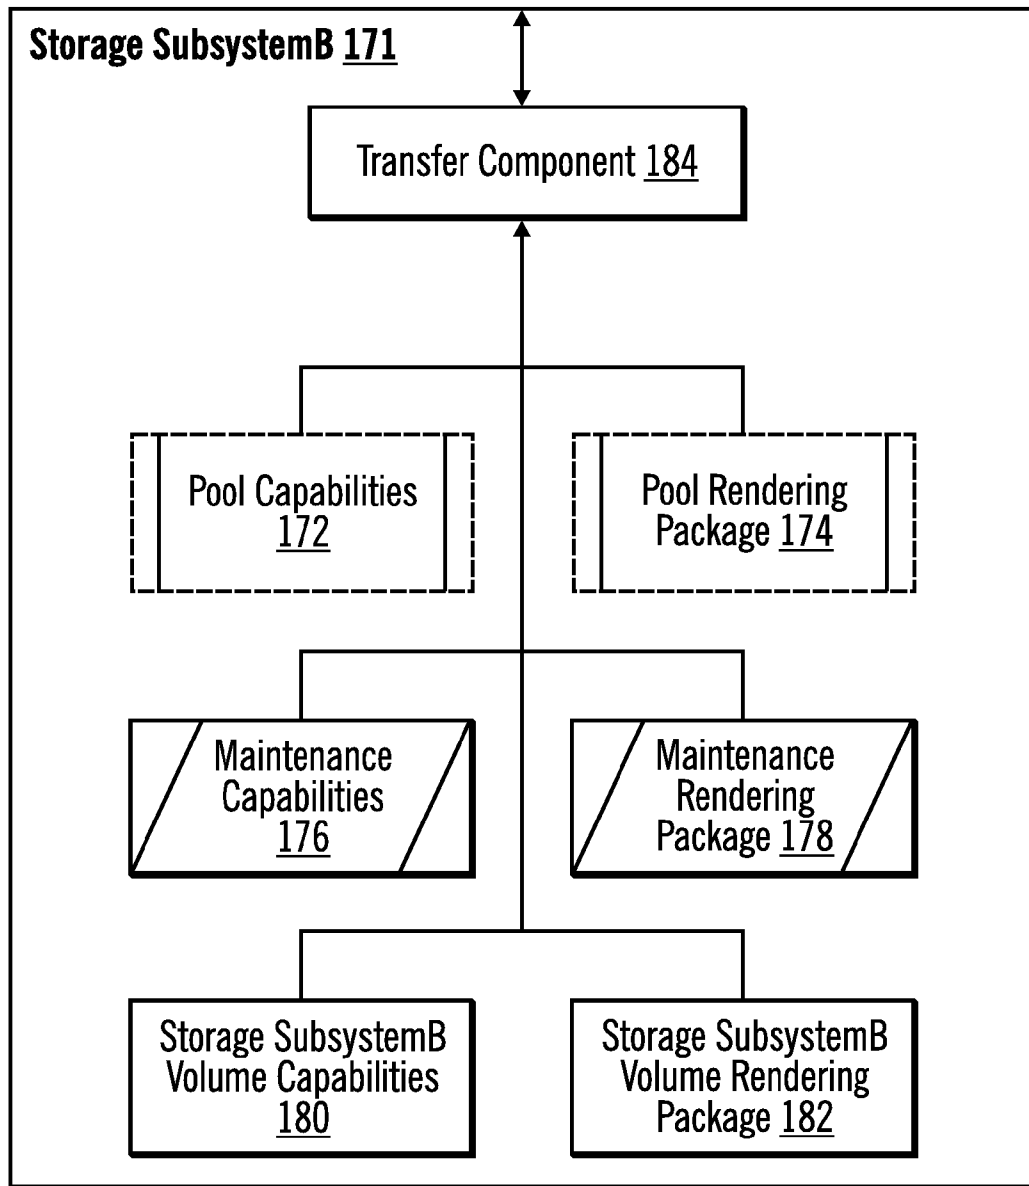 Storage SubsystemB 171
Transfer Component 184
Pool Capabilities
172
Pool Rendering
Package 174
Maintenance
Capabilities
176
Maintenance
Rendering
Package 178
Storage SubsystemB
Volume Capabilities
180
Storage SubsystemB
Volume Rendering
Package 182